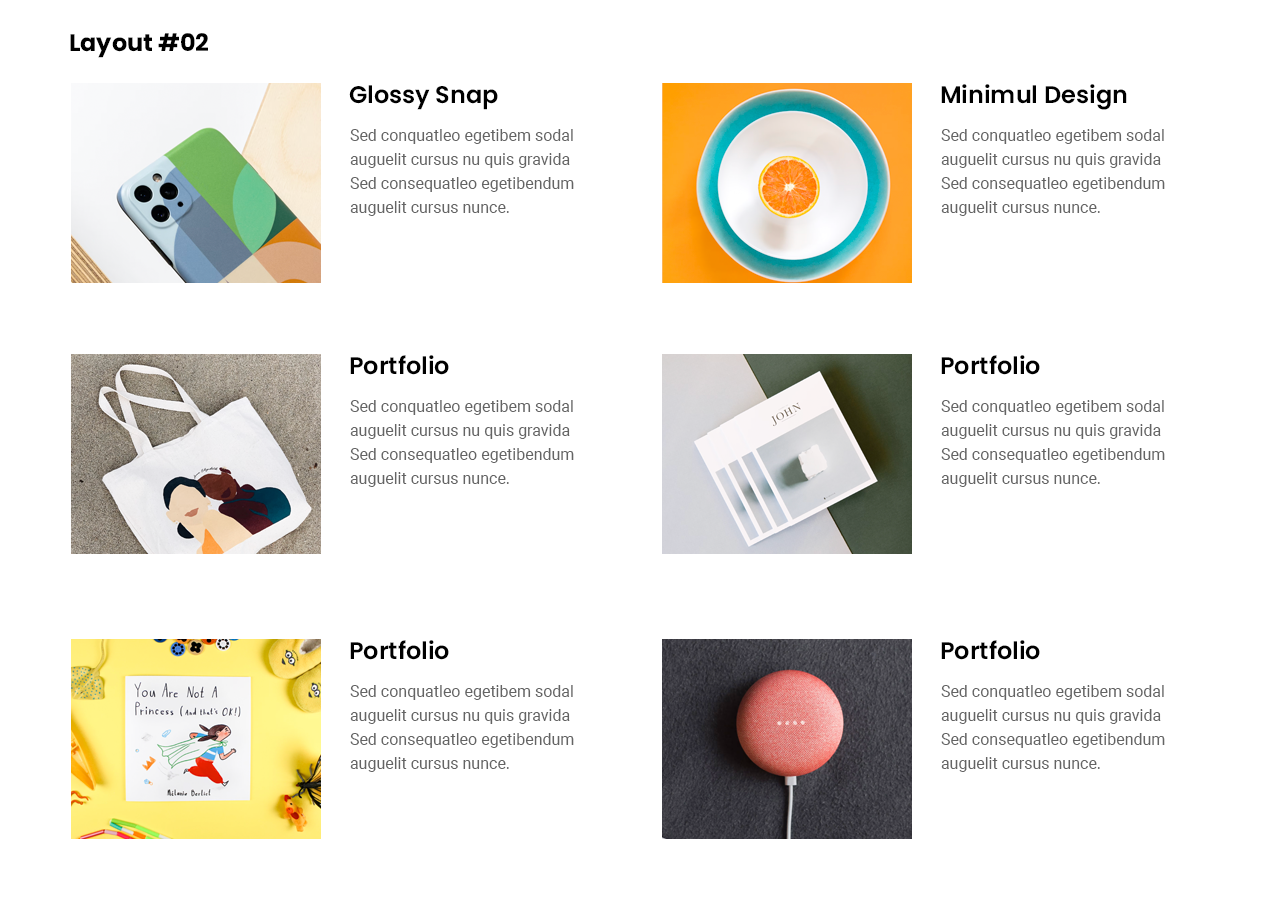 Layout #02
Glossy Snap
Sed conquatleo egetibem sodal
auguelit cursus nu quis gravida
Sed consequatleo egetibendum
auguelit cursus nunce.
Minimul Design
Sed conquatleo egetibem sodal
auguelit cursus nu quis gravida
Sed consequatleo egetibendum
auguelit cursus nunce.
Portfolio
Sed conquatleo egetibem sodal
auguelit cursus nu quis gravida
Sed consequatleo egetibendum
auguelit cursus nunce.
JOHN
Portfolio
Sed conquatleo egetibem sodal
auguelit cursus nu quis gravida
Sed consequatleo egetibendum
auguelit cursus nunce.
You Are Not A
Princess (And that's OK!)
Portfolio
Sed conquatleo egetibem sodal
auguelit cursus nu quis gravida
Sed consequatleo egetibendum
auguelit cursus nunce.
Portfolio
Sed conquatleo egetibem sodal
auguelit cursus nu quis gravida
Sed consequatleo egetibendum
auguelit cursus nunce.